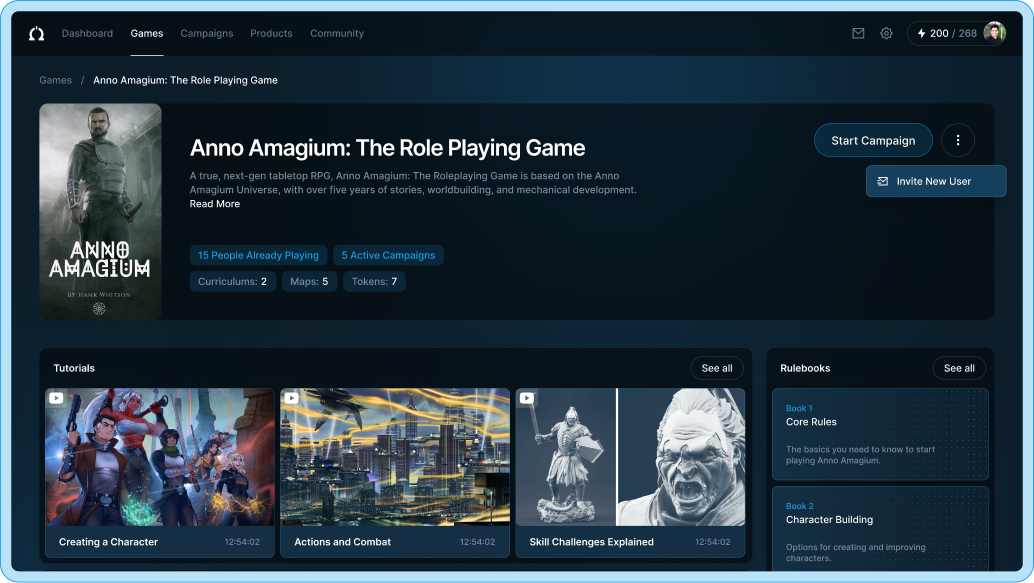 Dashboard Games Campaigns Products Community 200 / 268
Games / Anno Amagium: The Role Playing Game
ANNO
AMAGIUM
BY HANK WHITSON
Anno Amagium: The Role Playing Game
A true, next-gen tabletop RPG, Anno Amagium: The Roleplaying Game is based on the Anno
Amagium Universe, with over five years of stories, worldbuilding, and mechanical development.
Read More
15 People Already Playing 5 Active Campaigns
Curriculums: 2 Maps: 5 Tokens: 7
Start Campaign
Invite New User
Tutorials See all
Creating a Character 12:54:02
Actions and Combat 12:54:02
Skill Challenges Explained 12:54:02
Rulebooks See all
Book 1
Core Rules
The basics you need to know to start
playing Anno Amagium.
Book 2
Character Building
Options for creating and improving
characters.